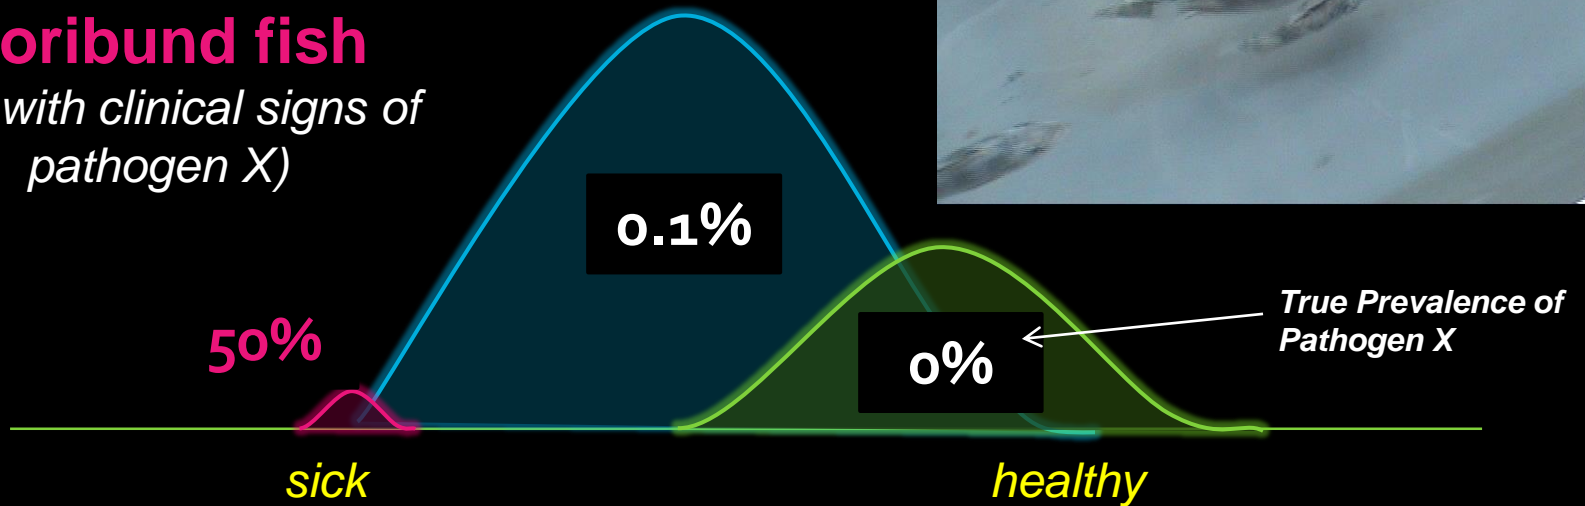 oribund fish
with clinical signs of
pathogen X)
0.1%
50%
0%
True Prevalence of
Pathogen X
sick
healthy